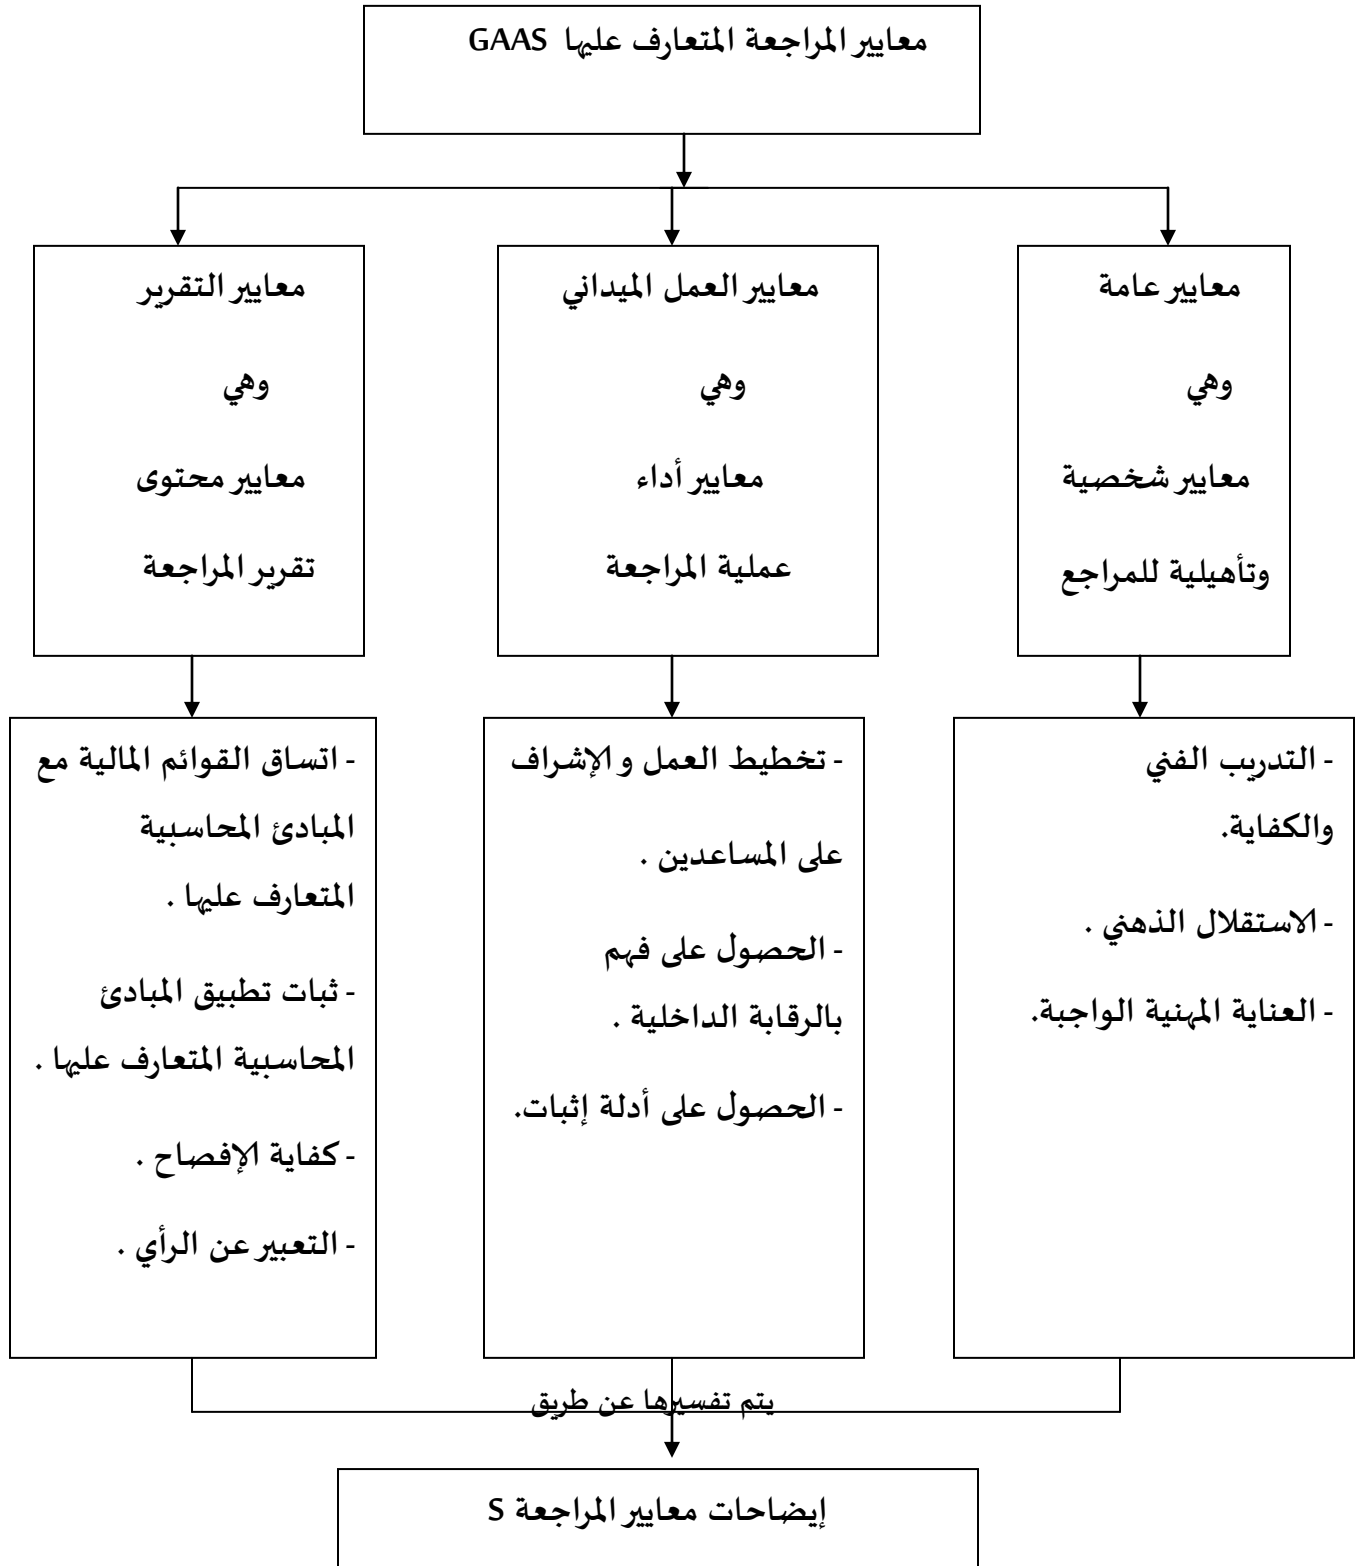 معايير المراجعة المتعارف عليها GAAS
معايير عامة
وهي
معايير شخصية
وتأهيلية للمراجع
معايير العمل الميداني
وهي
معايير أداء
عملية المراجعة
معايير التقرير
وهي
معايير محتوى
تقرير المراجعة
- التدريب الفني
والكفاية.
- الاستقلال الذهني .
- العناية المهنية الواجبة.
- تخطيط العمل و الإشراف
على المساعدين .
- الحصول على فهم
بالرقابة الداخلية .
- الحصول على أدلة إثبات.
- اتساق القوائم المالية مع
المبادئ المحاسبية
المتعارف عليها .
- ثبات تطبيق المبادئ
المحاسبية المتعارف عليها .
- كفاية الإفصاح .
- التعبير عن الرأي .
يتم تفسيرها عن طريق
إيضاحات معايير المراجعة S